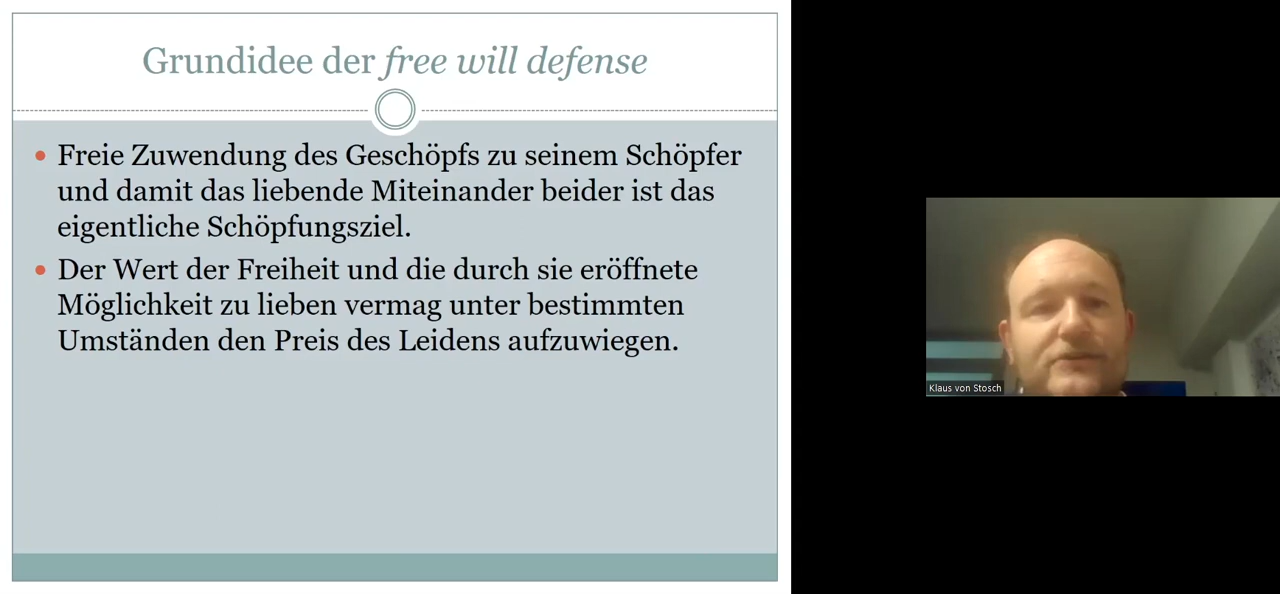 Grundidee der free will defense
Freie Zuwendung des Geschöpfs zu seinem Schöpfer
und damit das liebende Miteinander beider ist das
eigentliche Schöpfungsziel.
Der Wert der Freiheit und die durch sie eröffnete
Möglichkeit zu lieben vermag unter bestimmten
Umständen den Preis des Leidens aufzuwiegen.
Klaus von Stosch